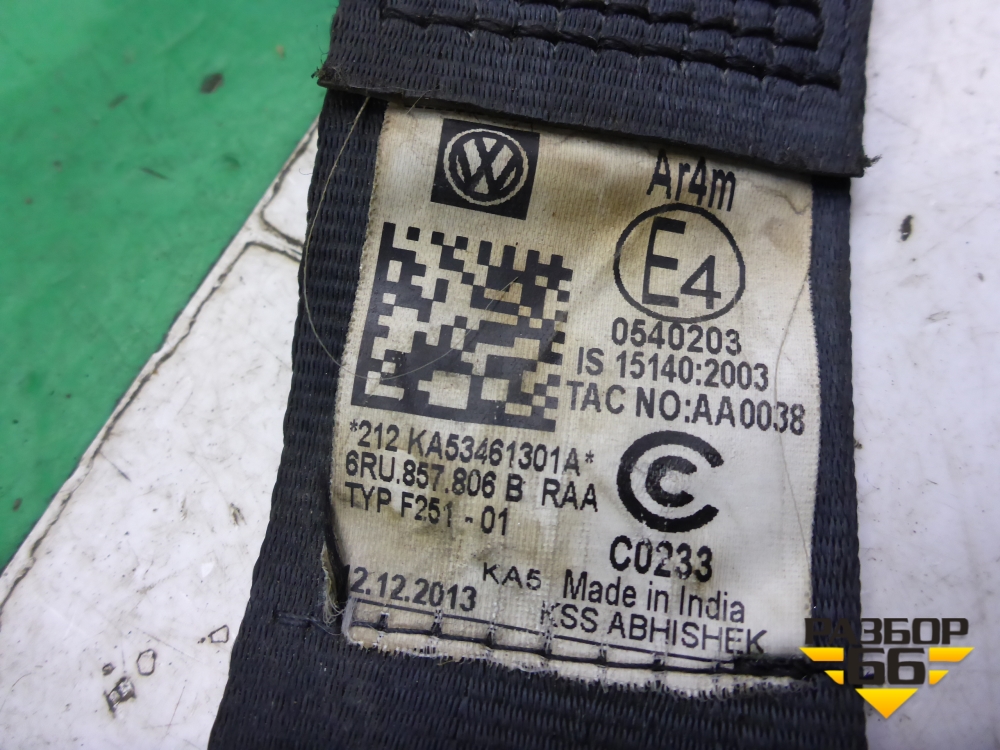 Ar4m
E4
0540203
IS 15140:2003
TAC NO:AA0038
*212 KA53461301A*
6RU.857.806 B RAA
TYP F251 - 01
C0233
2.12.2013
KA5
Made in India
KSS ABHISHEK
РАЗБОР
66